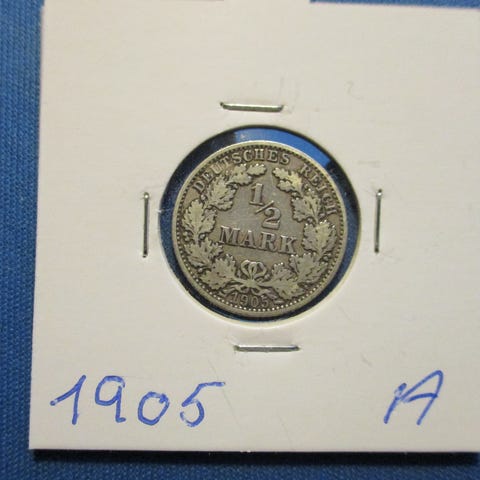 DEUTSCHES REICH
1/2
MARK
1905
1905 A